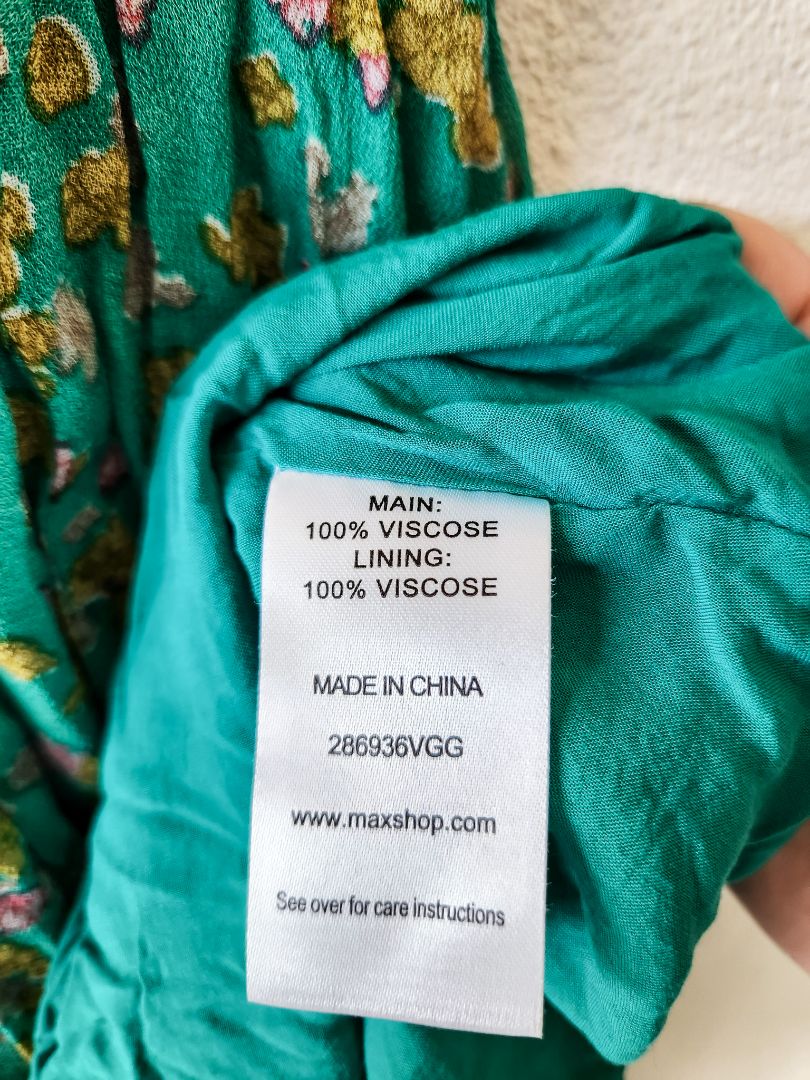 MAIN:
100% VISCOSE
LINING:
100% VISCOSE
MADE IN CHINA
286936VGG
www.maxshop.com
See over for care instructions